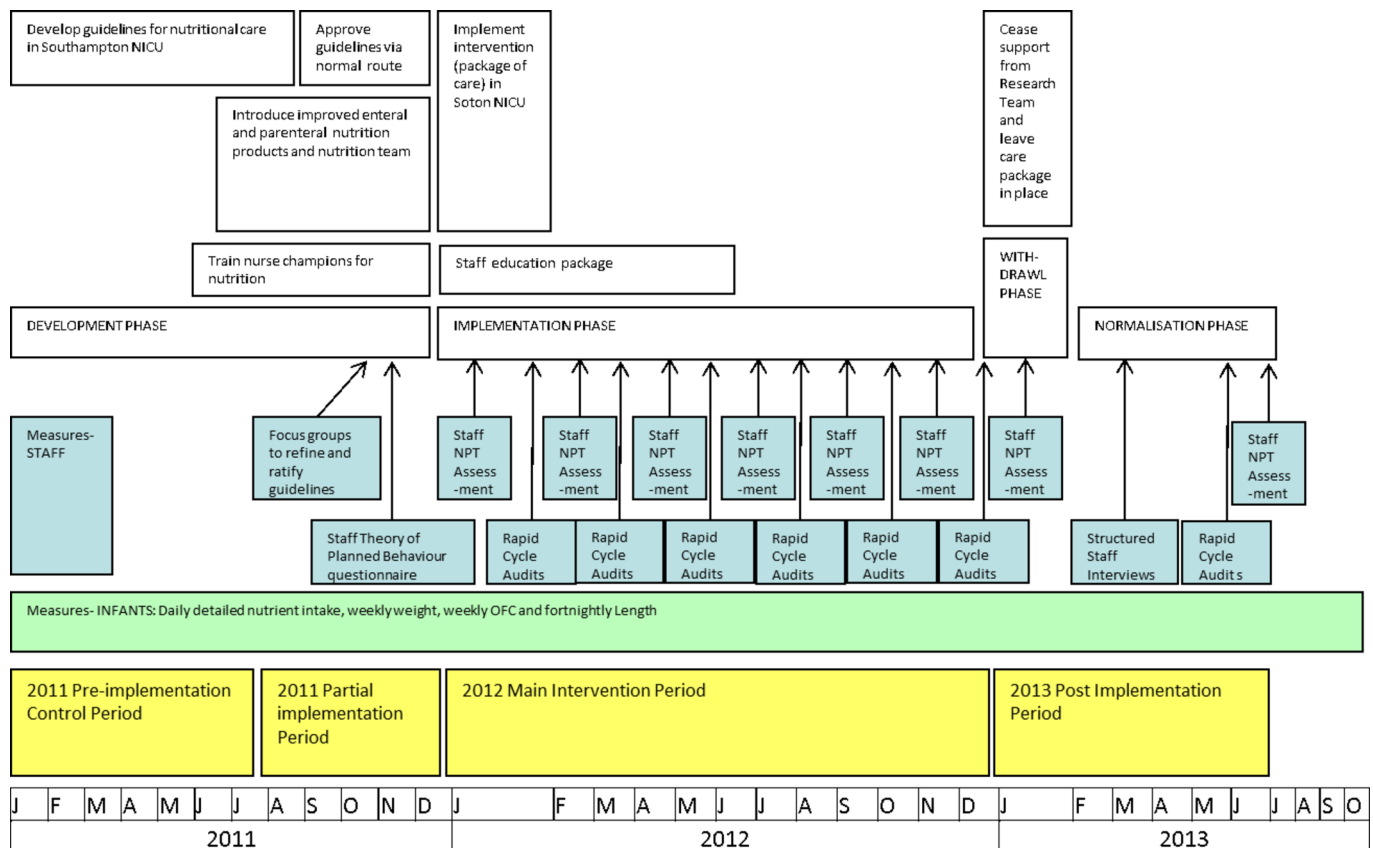 Develop guidelines for nutritional care
in Southampton NICU
Approve
guidelines via
normal route
Implement
intervention
(package of
care) in
Soton NICU
Cease
support
from
Research
Team
and
leave
care
package
in place
Introduce improved enteral
and parenteral nutrition
products and nutrition team
Train nurse champions for
nutrition
Staff education package
WITH-
DRAWL
PHASE
DEVELOPMENT PHASE
IMPLEMENTATION PHASE
NORMALISATION PHASE
Measures-
STAFF
Focus groups
to refine and
ratify
guidelines
Staff
NPT
Assess
-ment
Staff
NPT
Assess
-ment
Staff
NPT
Assess
-ment
Staff
NPT
Assess
-ment
Staff
NPT
Assess
-ment
Staff
NPT
Assess
-ment
Staff
NPT
Assess
-ment
Staff
NPT
Assess
-ment
Staff Theory of
Planned Behaviour
questionnaire
Rapid
Cycle
Audits
Rapid
Cycle
Audits
Rapid
Cycle
Audits
Rapid
Cycle
Audits
Rapid
Cycle
Audits
Rapid
Cycle
Audits
Structured
Staff
Interviews
Rapid
Cycle
Audits
Measures- INFANTS: Daily detailed nutrient intake, weekly weight, weekly OFC and fortnightly Length
2011 Pre-implementation
Control Period
2011 Partial
implementation
Period
2012 Main Intervention Period
2013 Post Implementation
Period
J F M A M J J A S O N D J F M A M J J A S O N D J F M A M J J A S O
2011 2012 2013